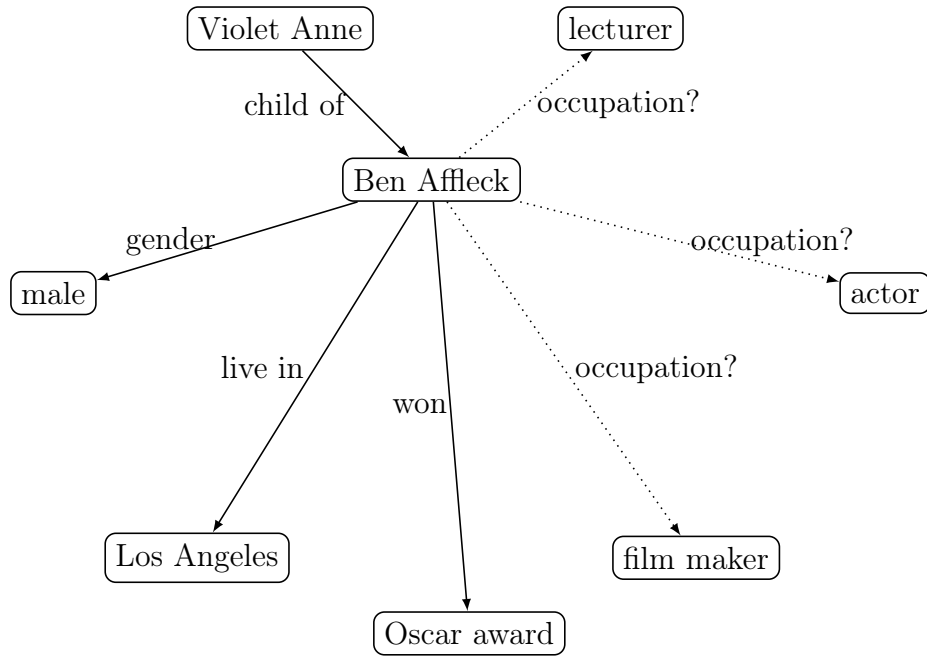 Violet Anne
lecturer
child of
occupation?
Ben Affleck
gender
occupation?
male
actor
live in
occupation?
won
Los Angeles
film maker
Oscar award